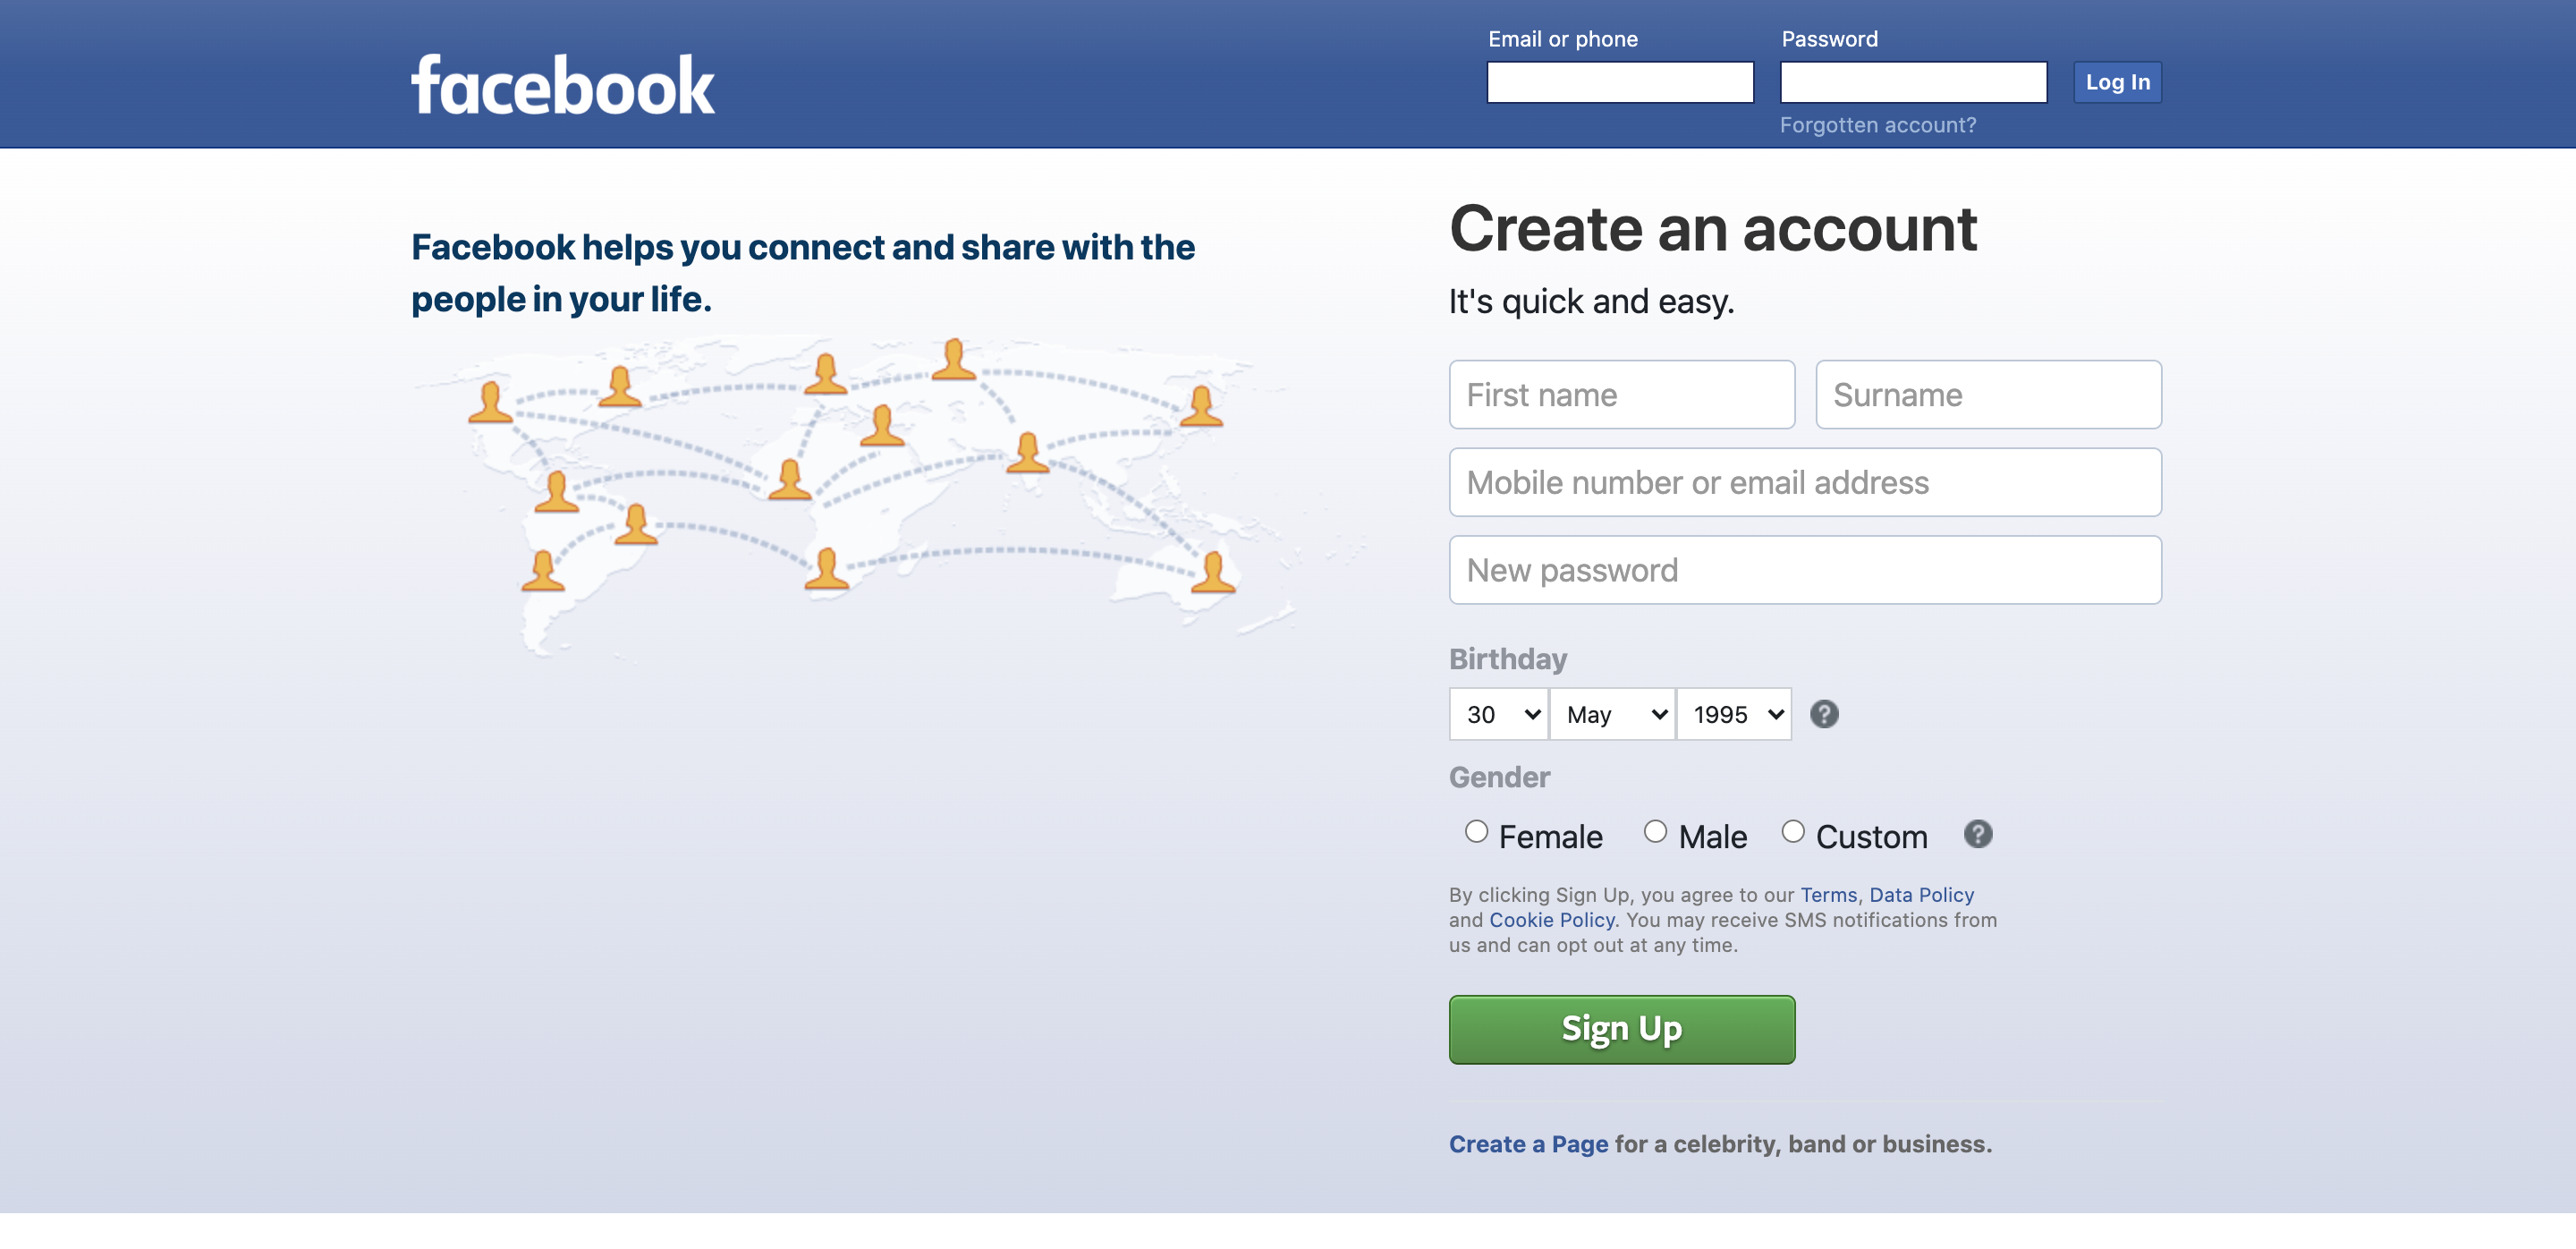 facebook
Email or phone
Password
Log In
Forgotten account?
Facebook helps you connect and share with the
people in your life.
Create an account
It's quick and easy.
First name
Surname
Mobile number or email address
New password
Birthday
30
May
1995
?
Gender
Female
Male
Custom
?
By clicking Sign Up, you agree to our Terms, Data Policy
and Cookie Policy. You may receive SMS notifications from
us and can opt out at any time.
Sign Up
Create a Page for a celebrity, band or business.